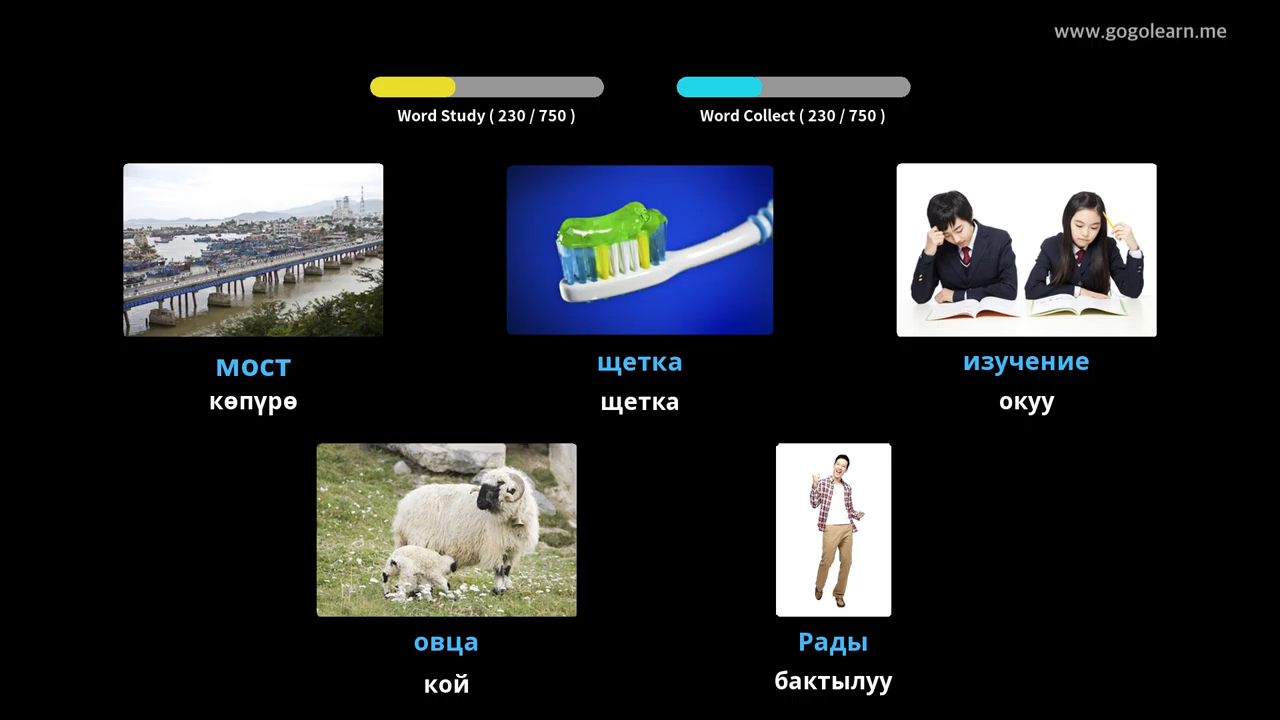 www.gogolearn.me
Word Study ( 230 / 750 )
Word Collect ( 230 / 750 )
мост
көпүрө
щетка
щетка
изучение
окуу
овца
кой
Рады
бактылуу